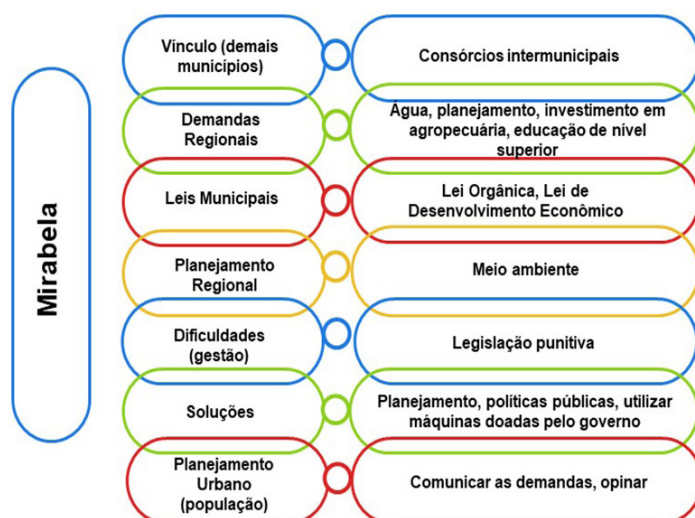 Mirabela
Vínculo (demais
municípios)
Consórcios intermunicipais
Demandas
Regionais
Água, planejamento, investimento em
agropecuária, educação de nível
superior
Leis Municipais
Lei Orgânica, Lei de
Desenvolvimento Econômico
Planejamento
Regional
Meio ambiente
Dificuldades
(gestão)
Legislação punitiva
Soluções
Planejamento, políticas públicas, utilizar
máquinas doadas pelo governo
Planejamento
Urbano
(população)
Comunicar as demandas, opinar